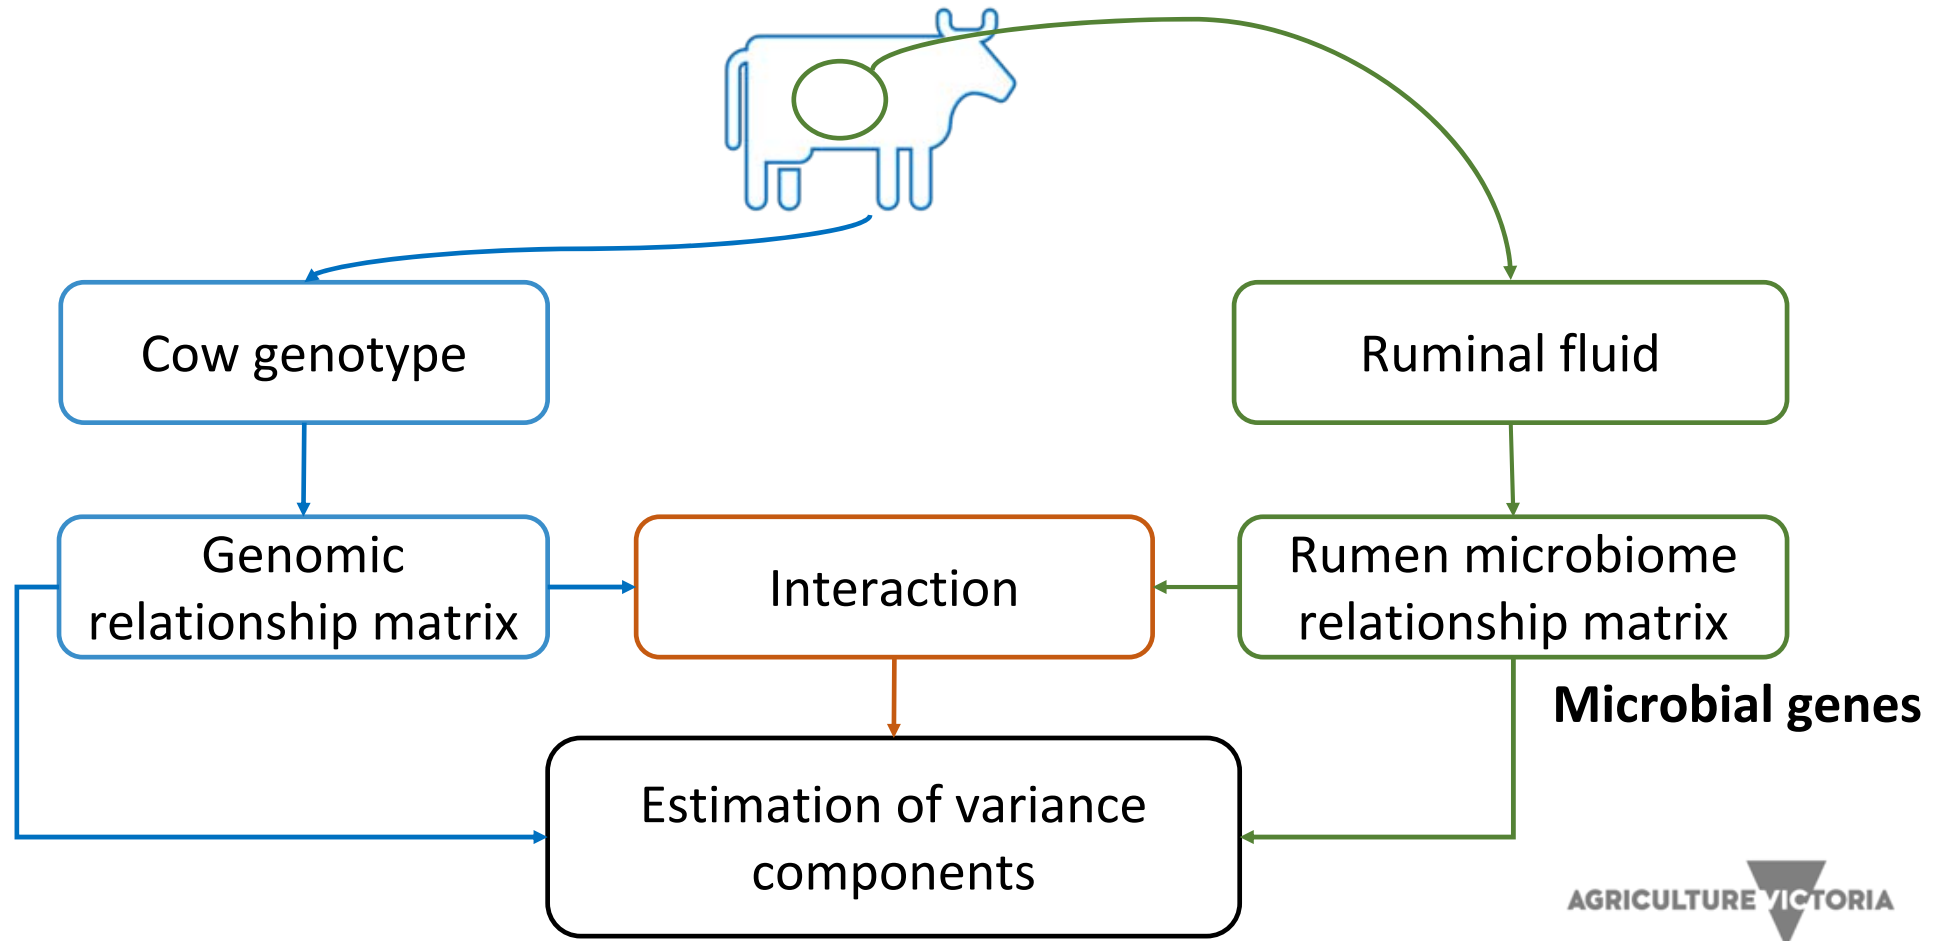 Cow genotype
Ruminal fluid
Genomic
relationship matrix
Interaction
Rumen microbiome
relationship matrix
Microbial genes
Estimation of variance
components
AGRICULTURE VICTORIA